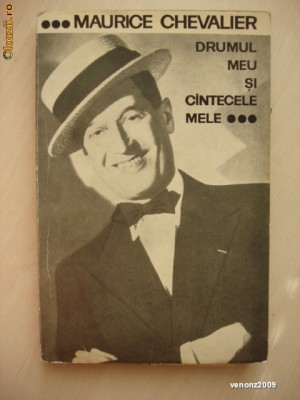 ●●● MAURICE CHEVALIER
DRUMUL
MEU
ȘI
CÎNTECELE
MELE ●●●
venonz2009